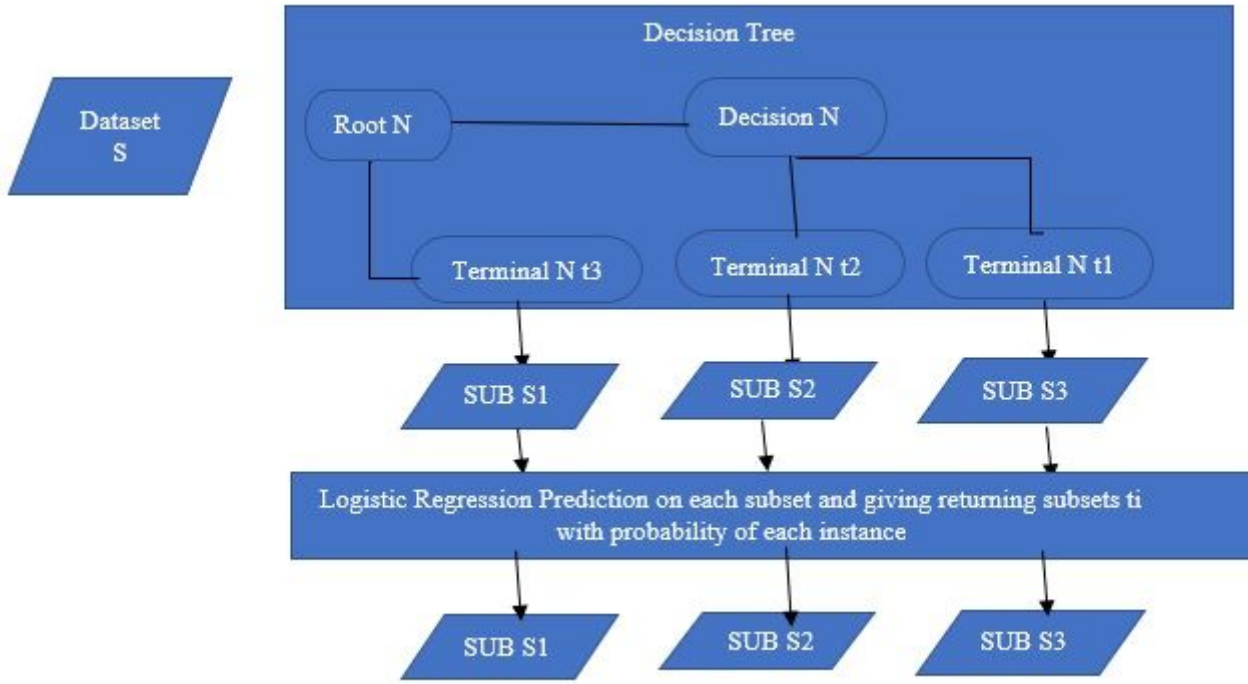 Decision Tree
Dataset
S
Root N
Decision N
Terminal N t3
Terminal N t2
Terminal N t1
SUB S1
SUB S2
SUB S3
Logistic Regression Prediction on each subset and giving returning subsets ti
with probability of each instance
SUB S1
SUB S2
SUB S3